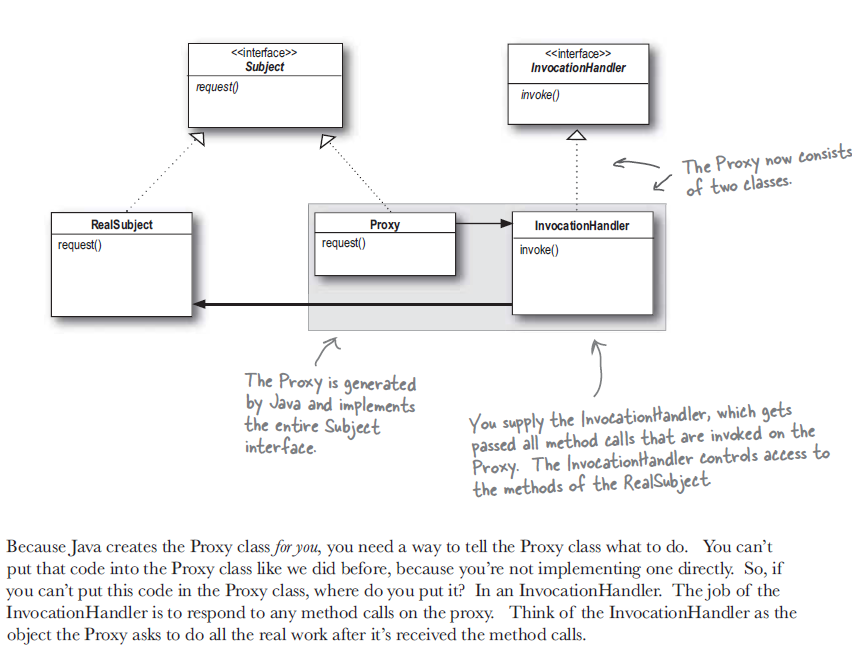 <<interface>>
Subject
request()
<<interface>>
InvocationHandler
invoke()
The Proxy now consists
of two classes.
RealSubject
request()
Proxy
request()
InvocationHandler
invoke()
The Proxy is generated
by Java and implements
the entire Subject
interface.
You supply the InvocationHandler, which gets
passed all method calls that are invoked on the
Proxy. The InvocationHandler controls access to
the methods of the RealSubject
Because Java creates the Proxy class for you, you need a way to tell the Proxy class what to do. You can't
put that code into the Proxy class like we did before, because you're not implementing one directly. So, if
you can't put this code in the Proxy class, where do you put it? In an InvocationHandler. The job of the
InvocationHandler is to respond to any method calls on the proxy. Think of the InvocationHandler as the
object the Proxy asks to do all the real work after it's received the method calls.